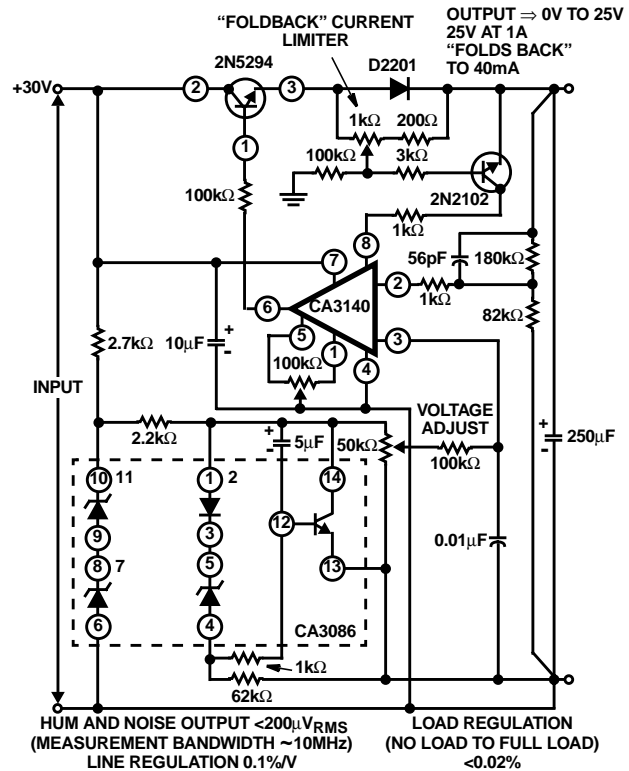 "FOLDBACK" CURRENT
LIMITER
OUTPUT ⇒ 0V TO 25V
25V AT 1A
"FOLDS BACK"
TO 40mA
2N5294
D2201
+30V
2
3
1kΩ
200Ω
1
100kΩ
3kΩ
100kΩ
2N2102
1kΩ
8
7
56pF
180kΩ
6
CA3140
2
1kΩ
5
1
3
82kΩ
2.7kΩ
10µF
+
-
100kΩ
4
INPUT
VOLTAGE
ADJUST
2.2kΩ
+
-
5µF
50kΩ
100kΩ
+
-
250µF
10
11
1
2
14
9
3
12
0.01µF
8
7
5
13
6
4
CA3086
1kΩ
62kΩ
HUM AND NOISE OUTPUT <200µVRMS
(MEASUREMENT BANDWIDTH ~10MHz)
LINE REGULATION 0.1%/V
LOAD REGULATION
(NO LOAD TO FULL LOAD)
<0.02%